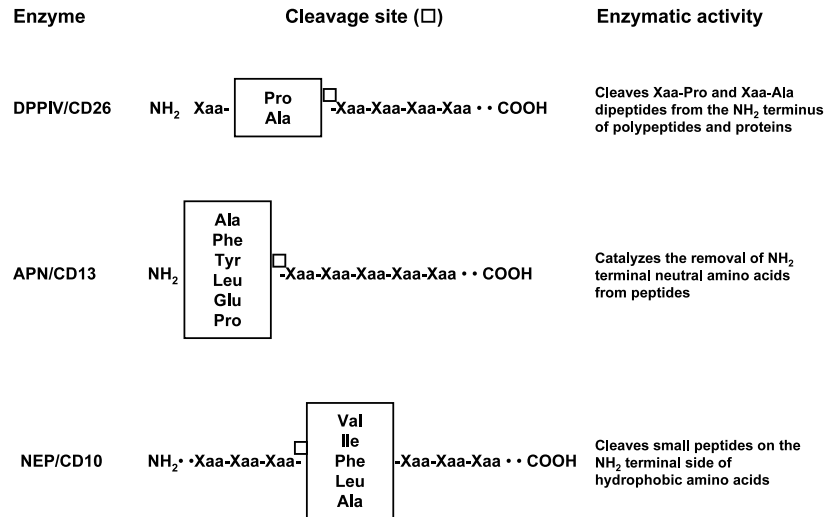 Enzyme Cleavage site (□) Enzymatic activity
DPPIV/CD26
NH2 Xaa-
Pro
Ala
-Xaa-Xaa-Xaa-Xaa • • COOH
Cleaves Xaa-Pro and Xaa-Ala
dipeptides from the NH2 terminus
of polypeptides and proteins
APN/CD13
NH2
Ala
Phe
Tyr
Leu
Glu
Pro
-Xaa-Xaa-Xaa-Xaa-Xaa • • COOH
Catalyzes the removal of NH2
terminal neutral amino acids
from peptides
NEP/CD10
NH2• •Xaa-Xaa-Xaa-
Val
Ile
Phe
Leu
Ala
-Xaa-Xaa-Xaa • • COOH
Cleaves small peptides on the
NH2 terminal side of
hydrophobic amino acids